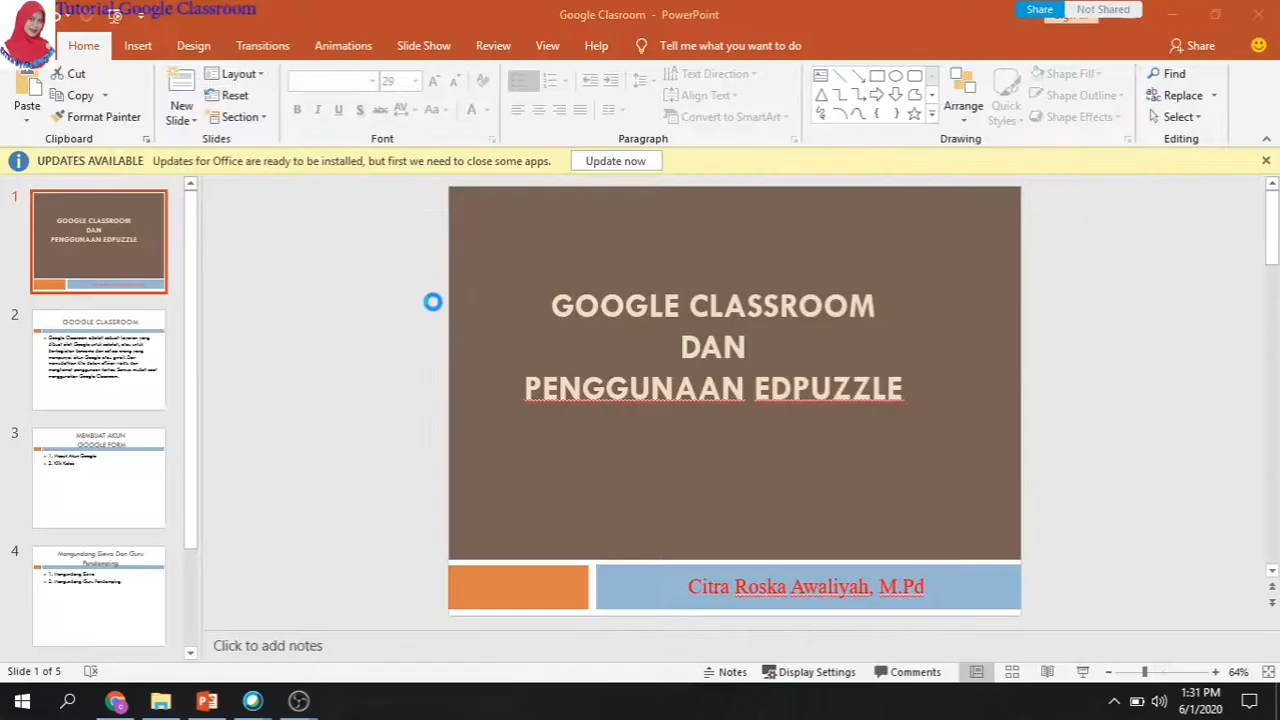 Tutorial Google Classroom
Google Clasroom - PowerPoint
Share
Not Shared
Home
Insert
Design
Transitions
Animations
Slide Show
Review
View
Help
Tell me what you want to do
Share
Paste
Cut
Copy
Format Painter
Clipboard
New
Slide
Layout
Reset
Section
Slides
29
Font
Text Direction
Align Text
Convert to SmartArt
Paragraph
Arrange
Quick
Styles
Shape Fill
Shape Outline
Shape Effects
Drawing
Find
Replace
Select
Editing
UPDATES AVAILABLE Updates for Office are ready to be installed, but first we need to close some apps. Update now
1
GOOGLE CLASSROOM
DAN
PENGGUNAAN EDPUZZLE
2
GOOGLE CLASSROOM
3
MEMBUAT AKUN
GOOGLE FORM
1. Masuk Akun Google
2. Klik Kelas
4
Mengundang Siswa Dan Guru
Pendamping
1. Mengundang Siswa
2. Mengundang Guru Pendamping
GOOGLE CLASSROOM
DAN
PENGGUNAAN EDPUZZLE
Citra Roska Awaliyah, M.Pd
Click to add notes
Slide 1 of 5
Notes
Display Settings
Comments
64%
1:31 PM
6/1/2020